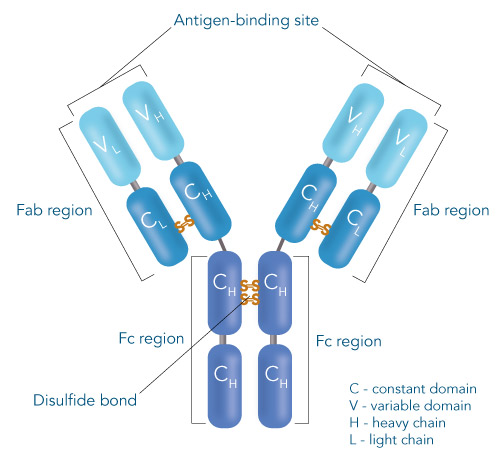 Antigen-binding site
VL
VH
VH
VL
Fab region
CL
CH
CH
CL
Fab region
S-S
S-S
CH
CH
S-S
S-S
Fc region
Fc region
Disulfide bond
CH
CH
C - constant domain
V - variable domain
H - heavy chain
L - light chain